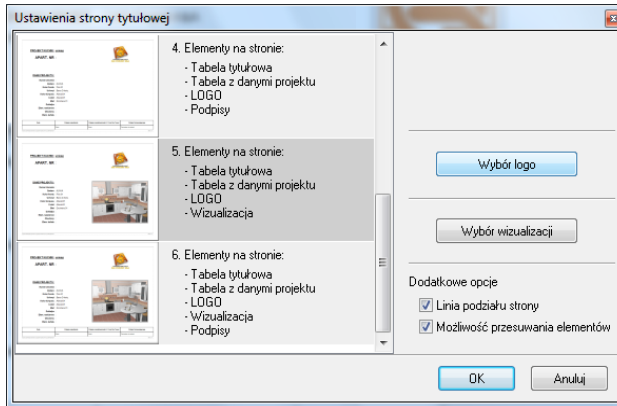 Ustawienia strony tytułowej
4. Elementy na stronie:
- Tabela tytułowa
- Tabela z danymi projektu
- LOGO
- Podpisy
5. Elementy na stronie:
- Tabela tytułowa
- Tabela z danymi projektu
- LOGO
- Wizualizacja
6. Elementy na stronie:
- Tabela tytułowa
- Tabela z danymi projektu
- LOGO
- Wizualizacja
- Podpisy
Wybór logo
Wybór wizualizacji
Dodatkowe opcje
Linia podziału strony
Możliwość przesuwania elementów
OK
Anuluj